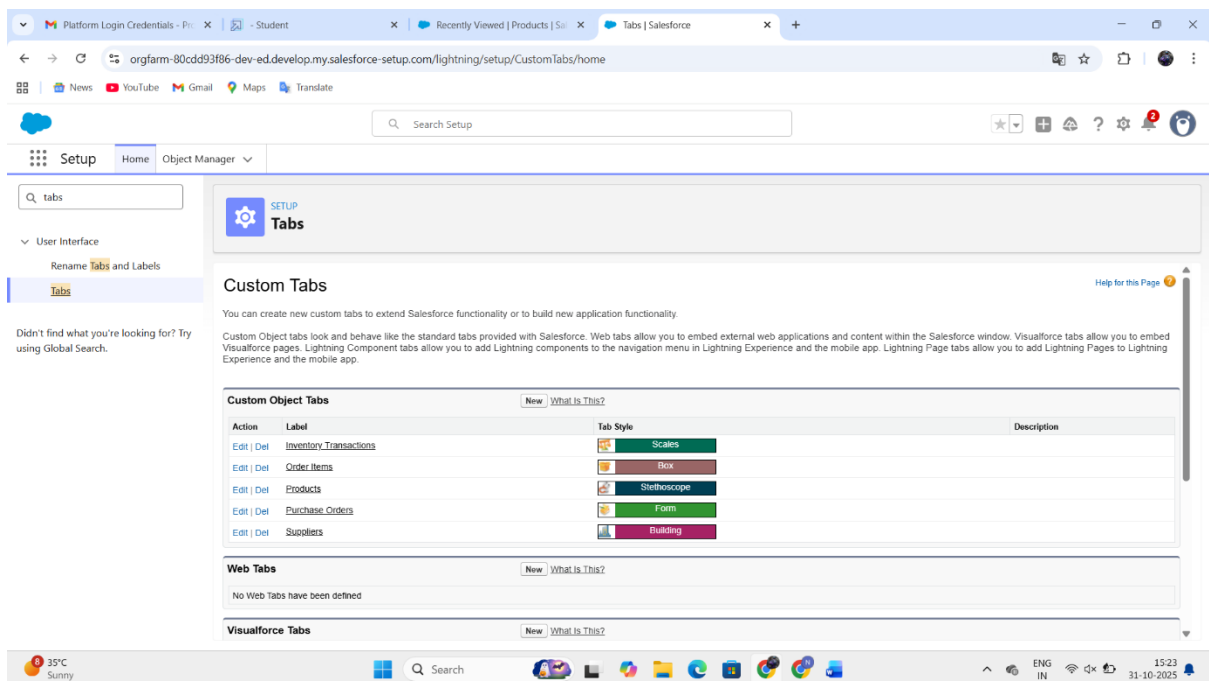 Platform Login Credentials - Pro
- Student
Recently Viewed | Products | Sal
Tabs | Salesforce
orgfarm-80cdd93f86-dev-ed.develop.my.salesforce-setup.com/lightning/setup/CustomTabs/home
News YouTube Gmail Maps Translate
Search Setup
2
Setup Home Object Manager
tabs
SETUP
Tabs
User Interface
Rename Tabs and Labels
Tabs
Didn't find what you're looking for? Try
using Global Search.
Custom Tabs
Help for this Page
You can create new custom tabs to extend Salesforce functionality or to build new application functionality.
Custom Object tabs look and behave like the standard tabs provided with Salesforce. Web tabs allow you to embed external web applications and content within the Salesforce window. Visualforce tabs allow you to embed
Visualforce pages. Lightning Component tabs allow you to add Lightning components to the navigation menu in Lightning Experience and the mobile app. Lightning Page tabs allow you to add Lightning Pages to Lightning
Experience and the mobile app.
Custom Object Tabs New What Is This?
Action Label Tab Style Description
Edit | Del Inventory Transactions Scales
Edit | Del Order Items Box
Edit | Del Products Stethoscope
Edit | Del Purchase Orders Form
Edit | Del Suppliers Building
Web Tabs New What Is This?
No Web Tabs have been defined
Visualforce Tabs New What Is This?
8
35°C
Sunny
Search
ENG
IN
15:23
31-10-2025